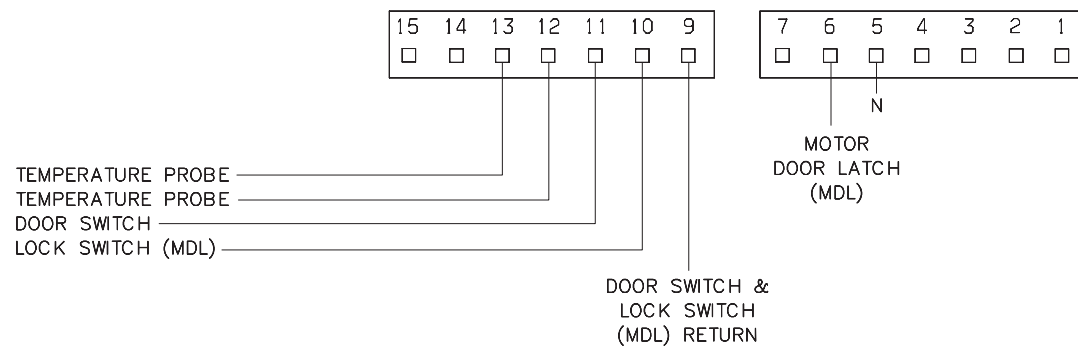 15 14 13 12 11 10 9 7 6 5 4 3 2 1
N
MOTOR
DOOR LATCH
(MDL)
TEMPERATURE PROBE
TEMPERATURE PROBE
DOOR SWITCH
LOCK SWITCH (MDL)
DOOR SWITCH &
LOCK SWITCH
(MDL) RETURN